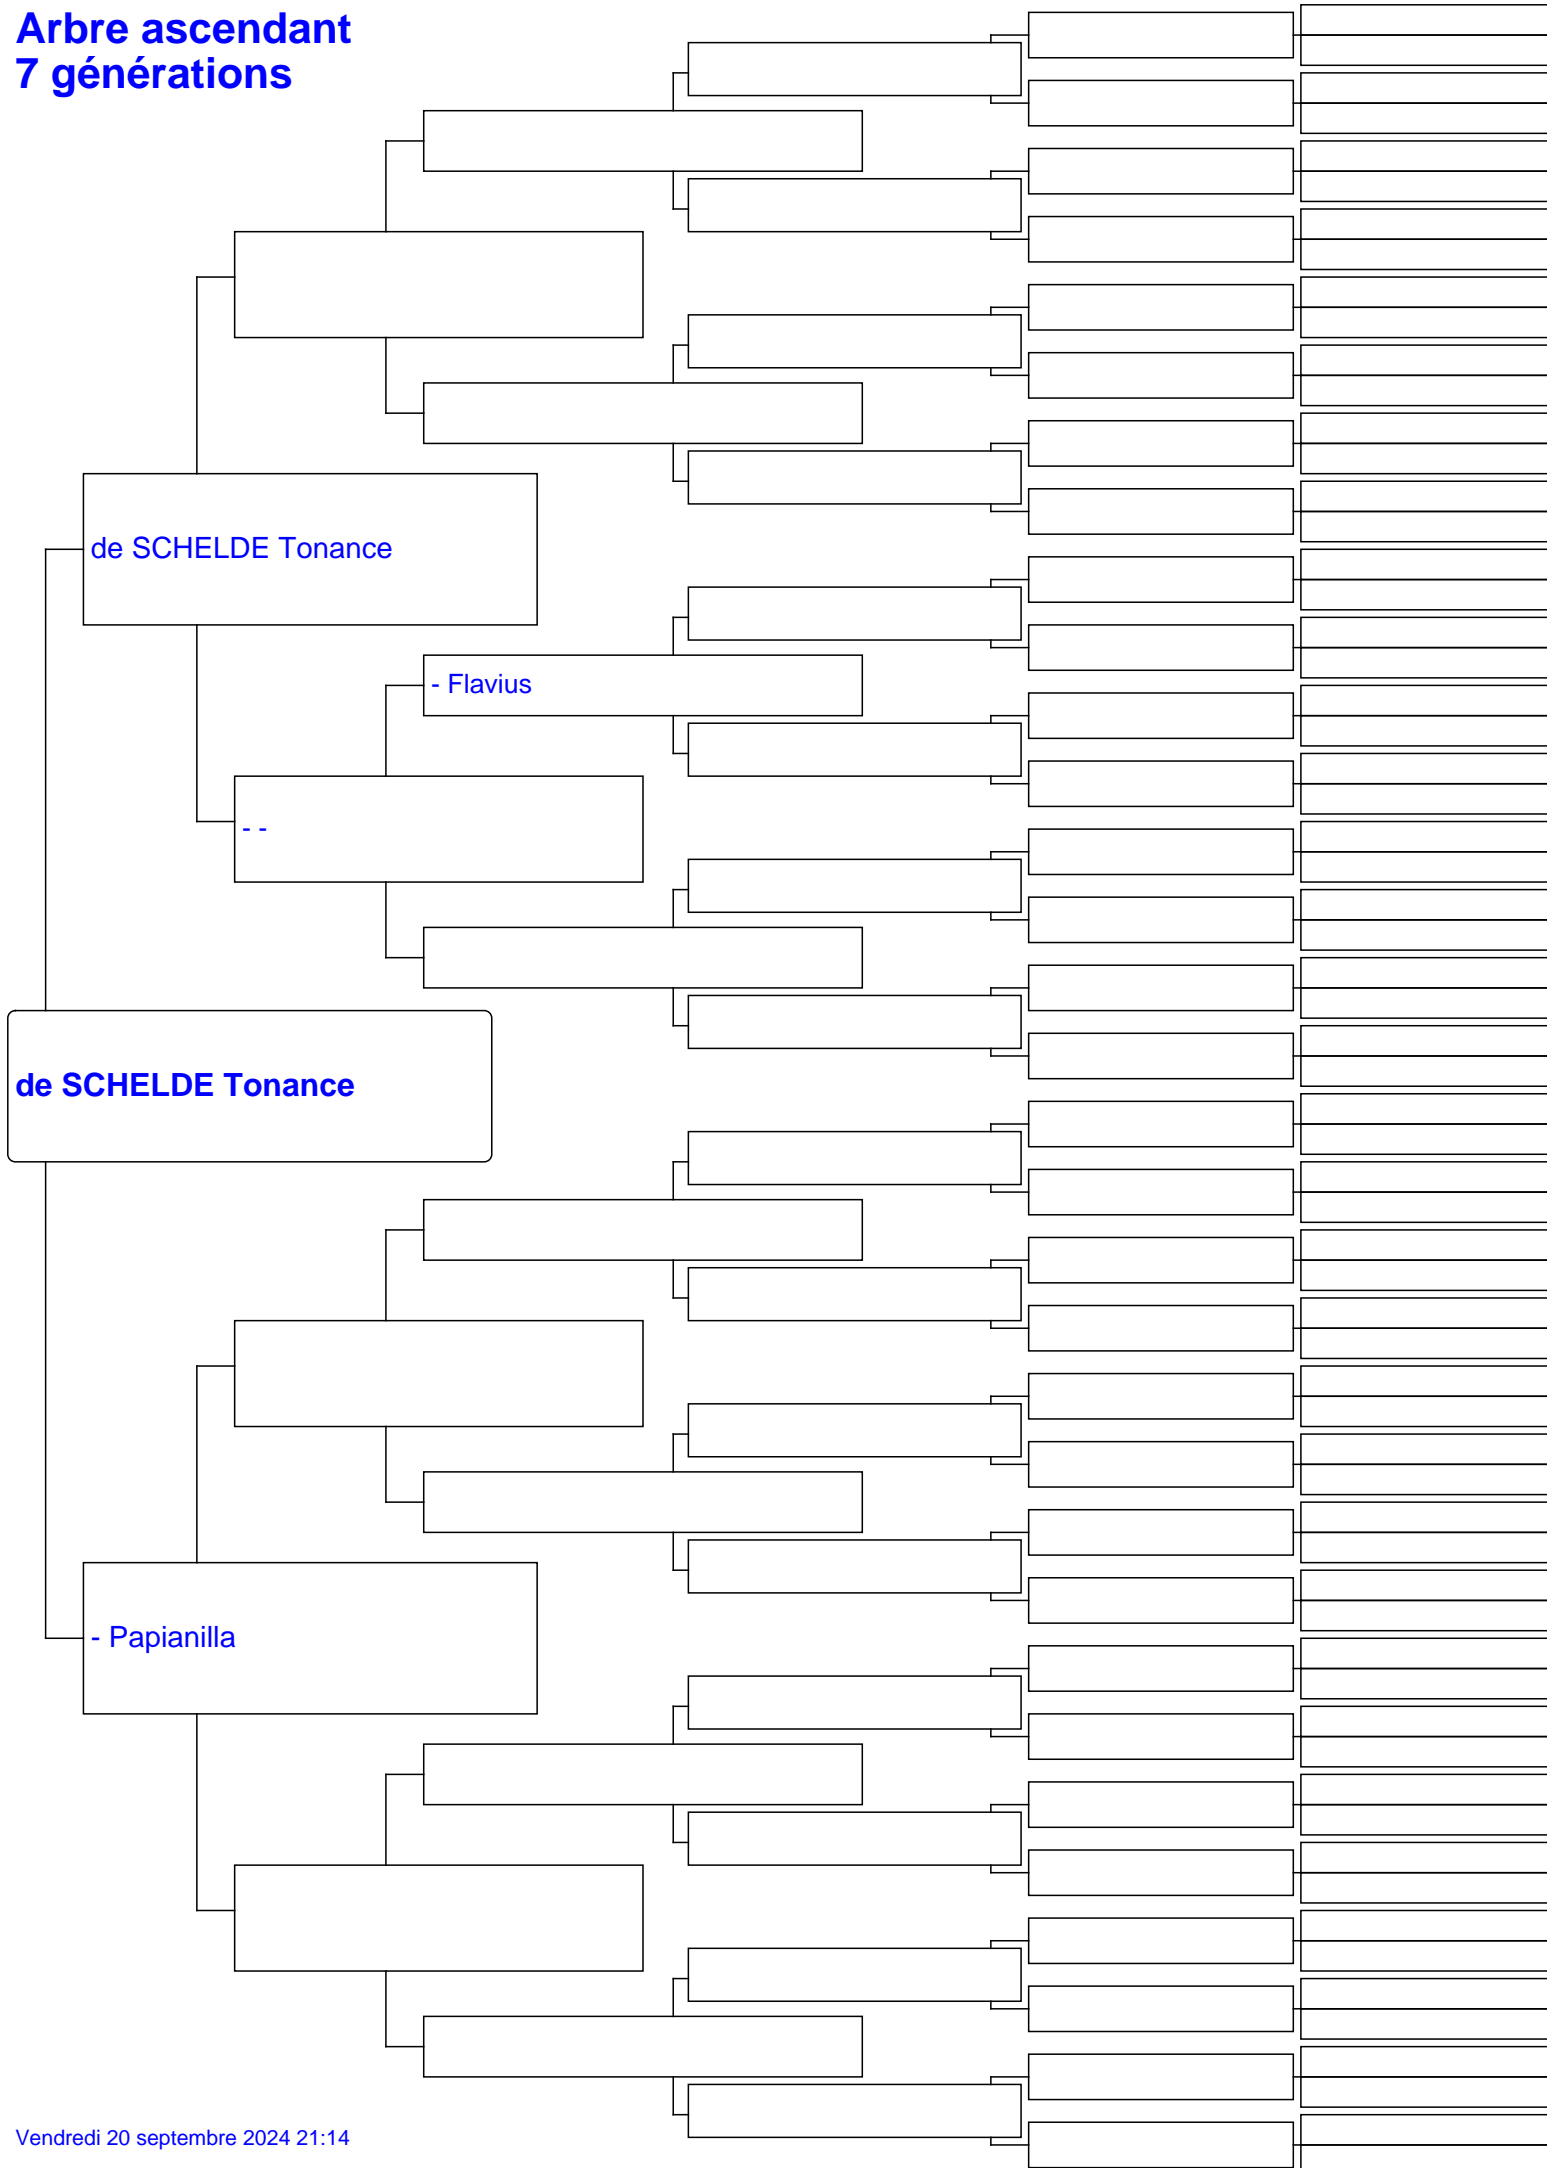 Arbre ascendant
7 générations
de SCHELDE Tonance
- Flavius
- -
de SCHELDE Tonance
- Papianilla
Vendredi 20 septembre 2024 21:14